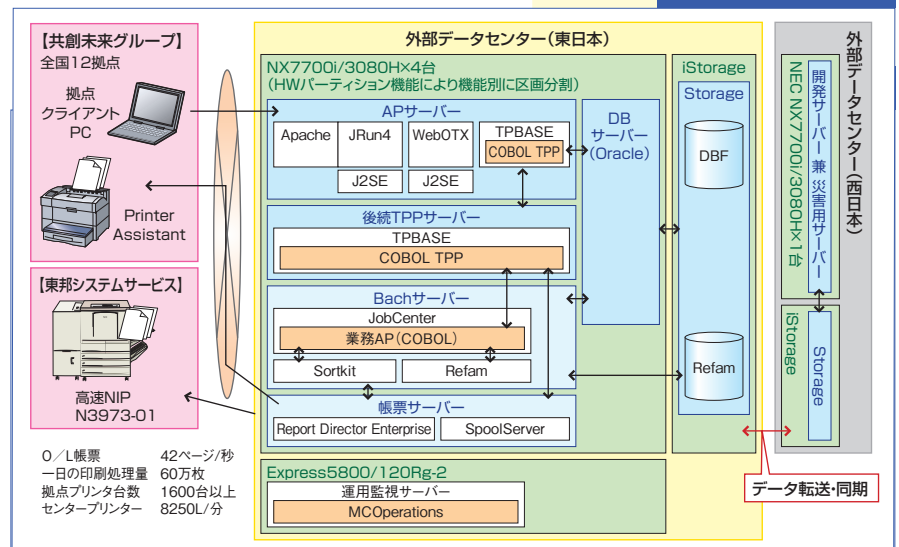 【共創未来グループ】
全国12拠点
拠点
クライアント
PC
Printer
Assistant
【東邦システムサービス】
高速NIP
N3973-01
O/L帳票 42ページ/秒
一日の印刷処理量 60万枚
拠点プリンタ台数 1600台以上
センタープリンター 8250L/分
外部データセンター(東日本)
NX7700i/3080H×4台
(HWパーティション機能により機能別に区画分割)
APサーバー
Apache
JRun4
WebOTX
TPBASE
COBOL TPP
J2SE
J2SE
DB
サーバー
(Oracle)
後続TPPサーバー
TPBASE
COBOL TPP
Bachサーバー
JobCenter
業務AP(COBOL)
Sortkit
Refam
帳票サーバー
Report Director Enterprise
SpoolServer
Express5800/120Rg-2
運用監視サーバー
MCOperations
iStorage
Storage
DBF
Refam
外部データセンター(西日本)
開発サーバー 兼 災害用サーバー
NEC NX7700i/3080H×1台
iStorage
Storage
データ転送・同期